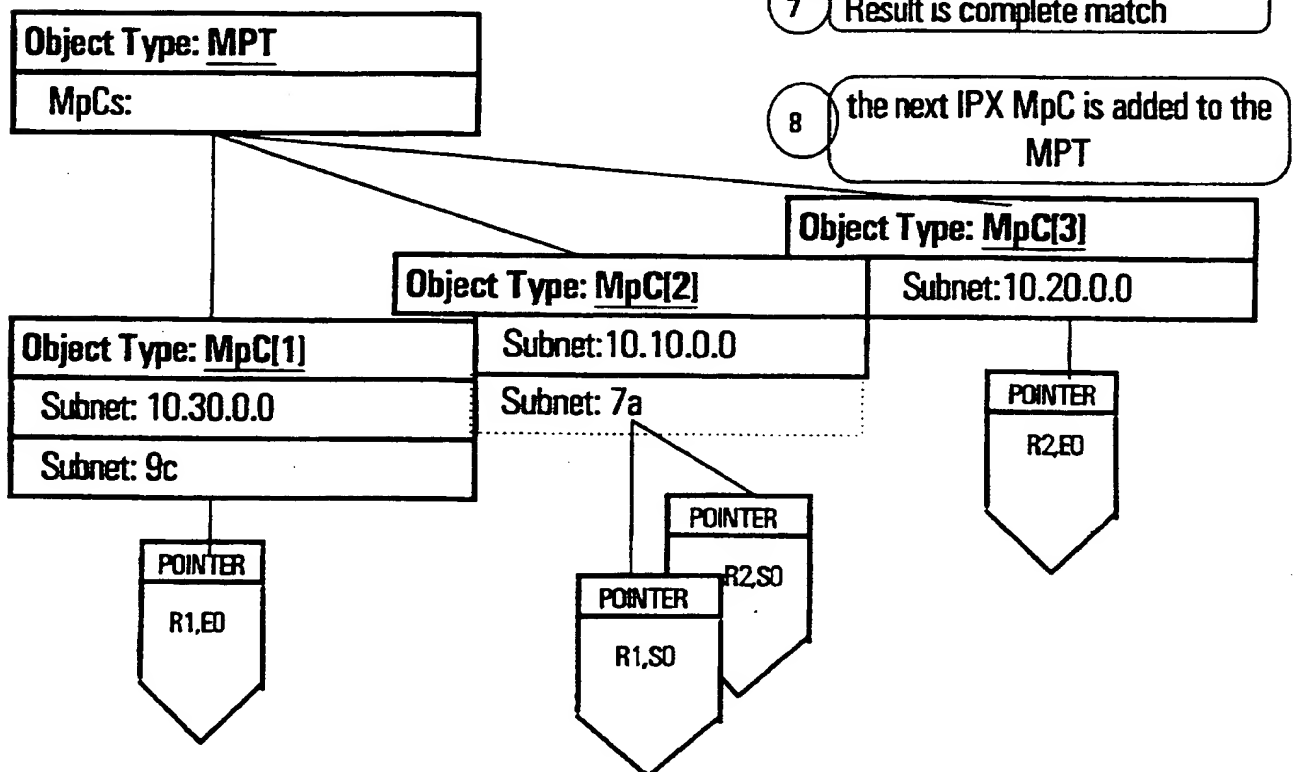 7 Result is complete match
Object Type: MPT
MpCs:
8 the next IPX MpC is added to the
MPT
Object Type: MpC[3]
Subnet:10.20.0.0
Object Type: MpC[2]
Subnet:10.10.0.0
Subnet: 7a
Object Type: MpC[1]
Subnet: 10.30.0.0
Subnet: 9c
POINTER
R2,E0
POINTER
R2,S0
POINTER
R1,E0
POINTER
R1,S0